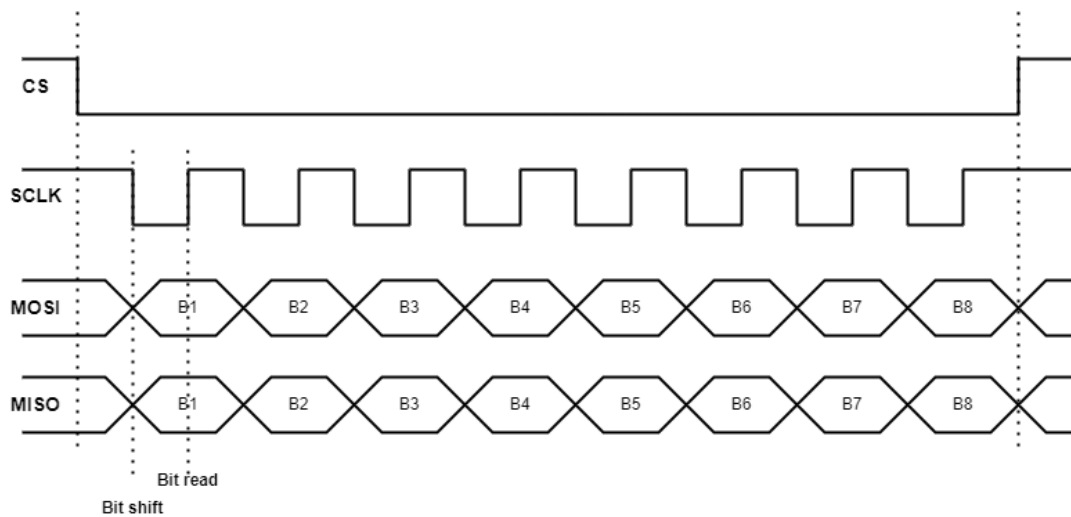 CS
SCLK
MOSI B1 B2 B3 B4 B5 B6 B7 B8
MISO B1 B2 B3 B4 B5 B6 B7 B8
Bit read
Bit shift